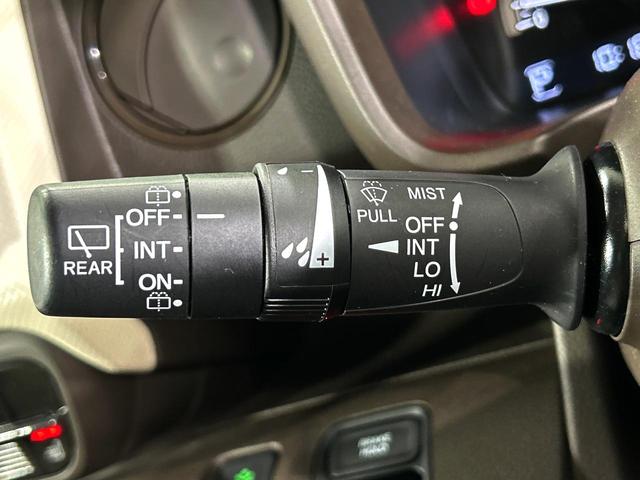 REAR
OFF
INT
ON
-
+
PULL
MIST
OFF
INT
LO
HI